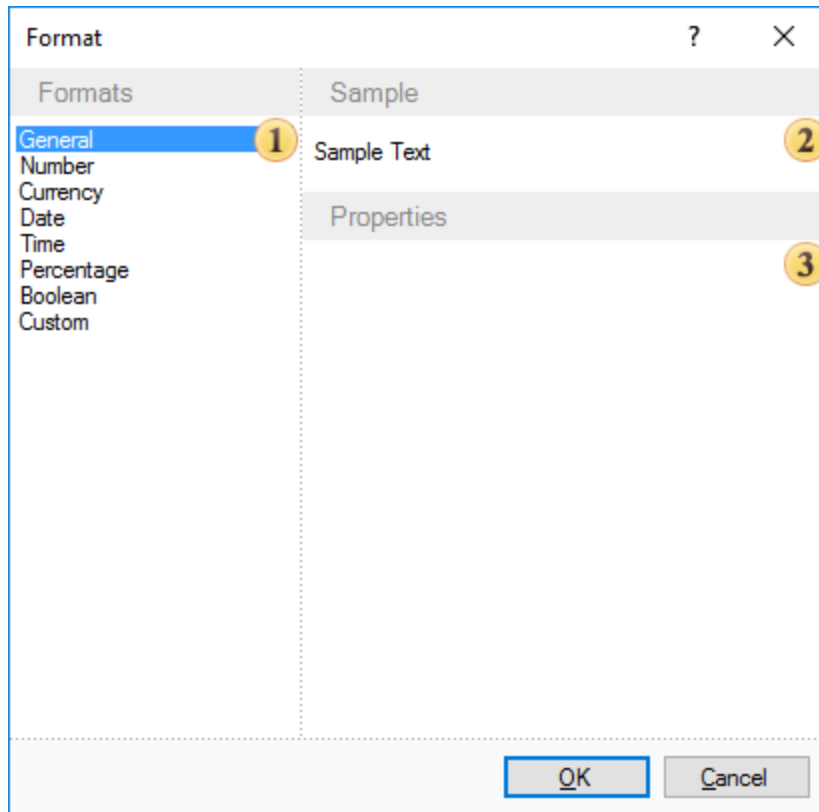 Format ?
Formats
Sample
General 1
Number
Currency
Date
Time
Percentage
Boolean
Custom
Sample Text 2
Properties
3
OK
Cancel